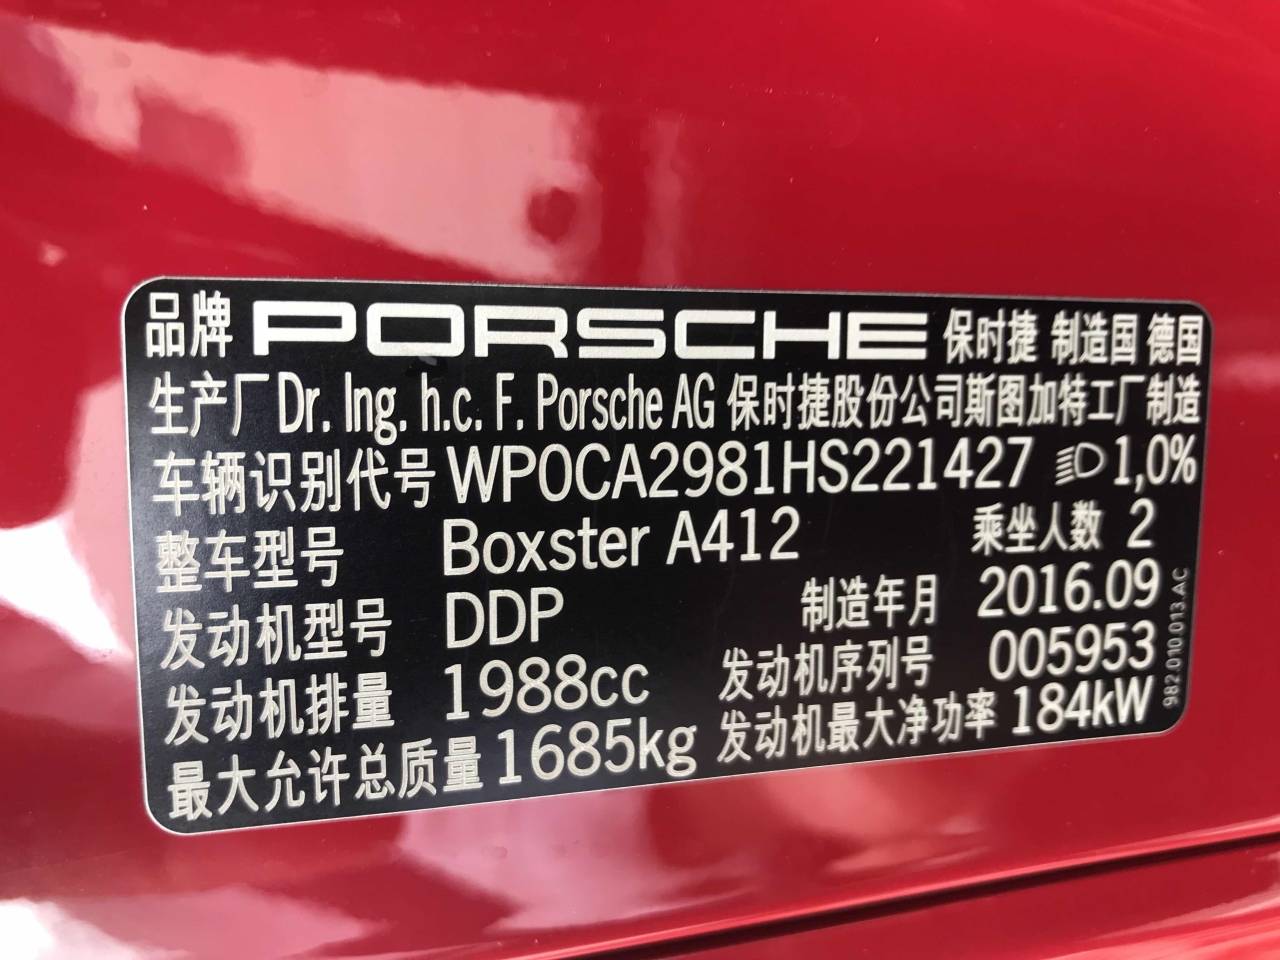 品牌 PORSCHE 保时捷 制造国 德国
生产厂 Dr. Ing. h.c. F. Porsche AG 保时捷股份公司斯图加特工厂制造
车辆识别代号 WP0CA2981HS221427 1,0%
整车型号 Boxster A412 乘坐人数 2
发动机型号 DDP 制造年月 2016.09
发动机排量 1988cc 发动机序列号 005953
最大允许总质量 1685kg 发动机最大净功率 184kW
982.010.013.AC